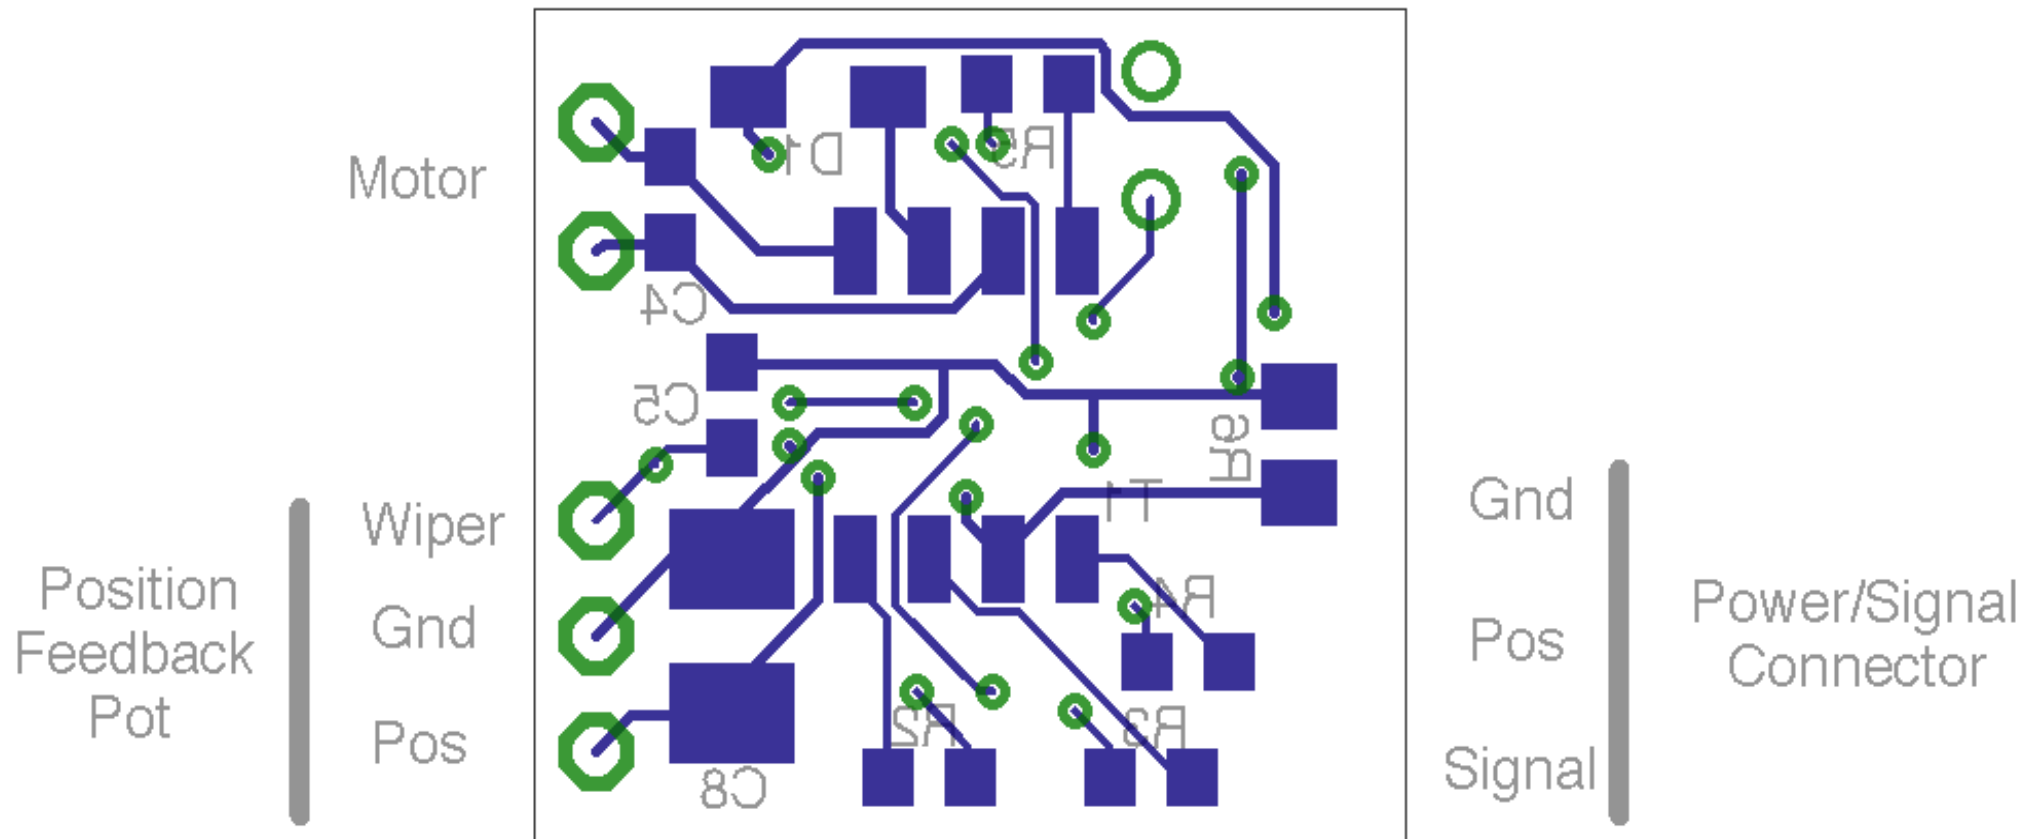 Motor
Wiper
Position
Feedback
Pot
Gnd
Pos
D1
R5
C4
C5
R6
T1
R4
R2
R3
C8
Gnd
Pos
Signal
Power/Signal
Connector